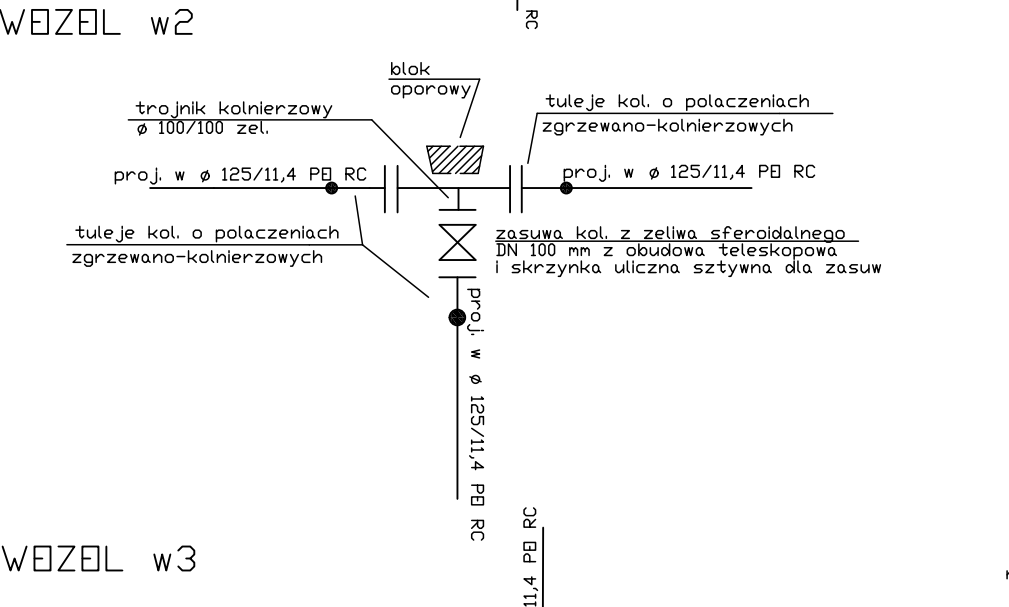 WEZEL w2
RC
blok
oporowy
trojnik kolnierzowy
ø 100/100 zel.
tuleje kol. o polaczeniach
zgrzewano-kolnierzowych
proj. w ø 125/11,4 PE RC
proj. w ø 125/11,4 PE RC
tuleje kol. o polaczeniach
zgrzewano-kolnierzowych
zasuwa kol. z zeliwa sferoidalnego
DN 100 mm z obudowa teleskopowa
i skrzynka uliczna sztywna dla zasuw
proj. w ø 125/11,4 PE RC
11,4 PE RC
WEZEL w3